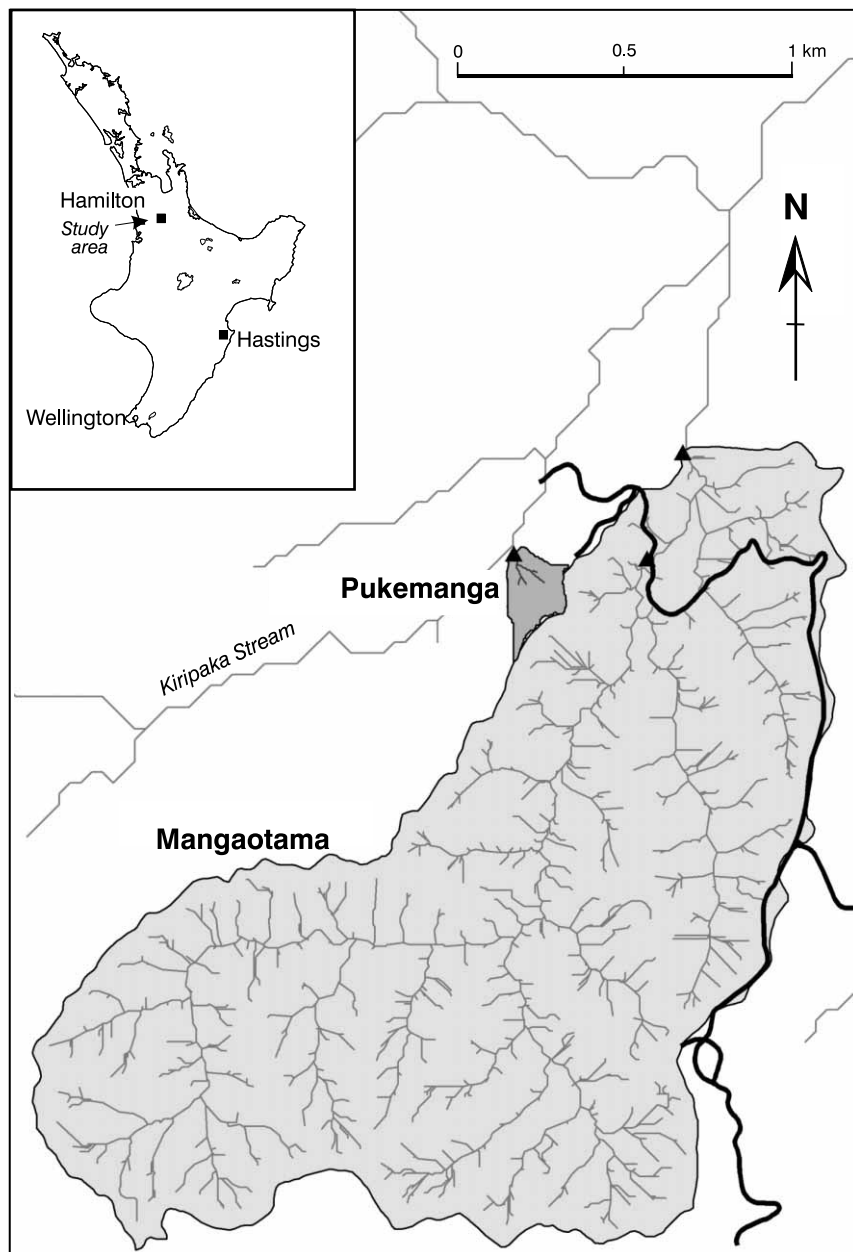 0 0.5 1 km
Hamilton
Study
area
Hastings
Wellington
N
Pukemanga
Kiripaka Stream
Mangaotama